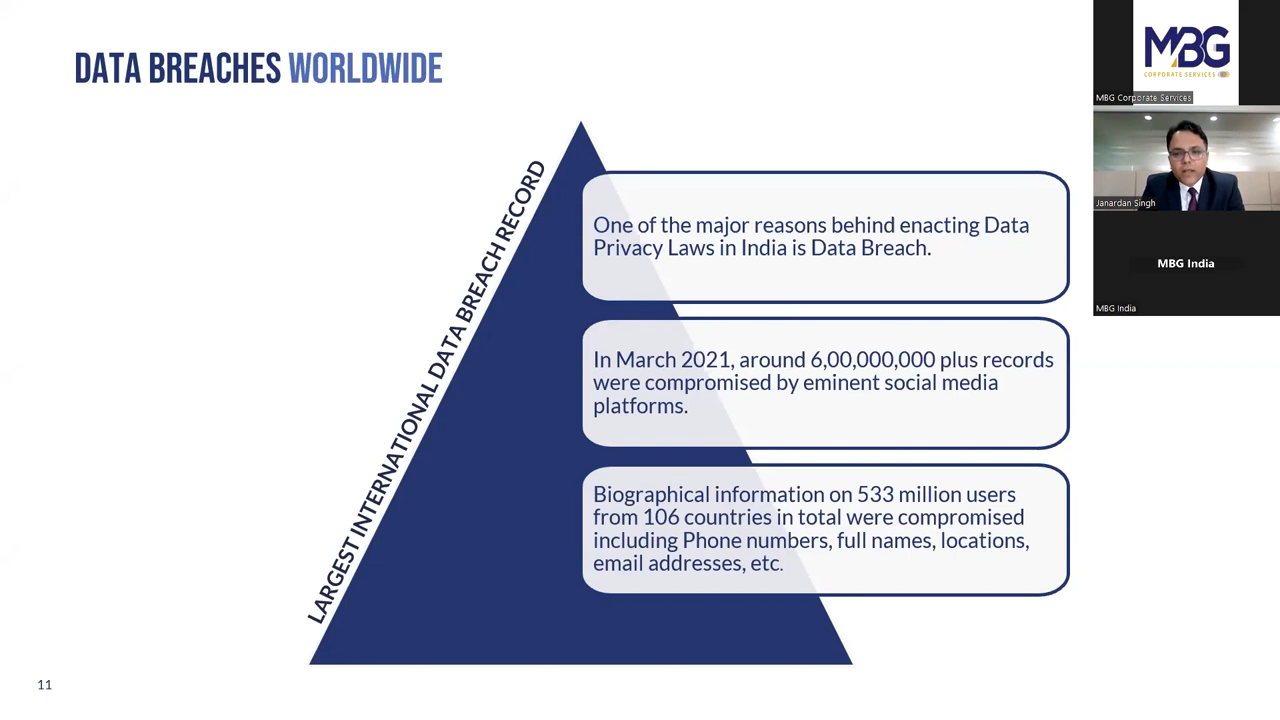 DATA BREACHES WORLDWIDE
LARGEST INTERNATIONAL DATA BREACH RECORD
One of the major reasons behind enacting Data
Privacy Laws in India is Data Breach.
In March 2021, around 6,00,000,000 plus records
were compromised by eminent social media
platforms.
Biographical information on 533 million users
from 106 countries in total were compromised
including Phone numbers, full names, locations,
email addresses, etc.
11
MBG
CORPORATE SERVICES
MBG Corporate Services
Janardan Singh
MBG India
MBG India